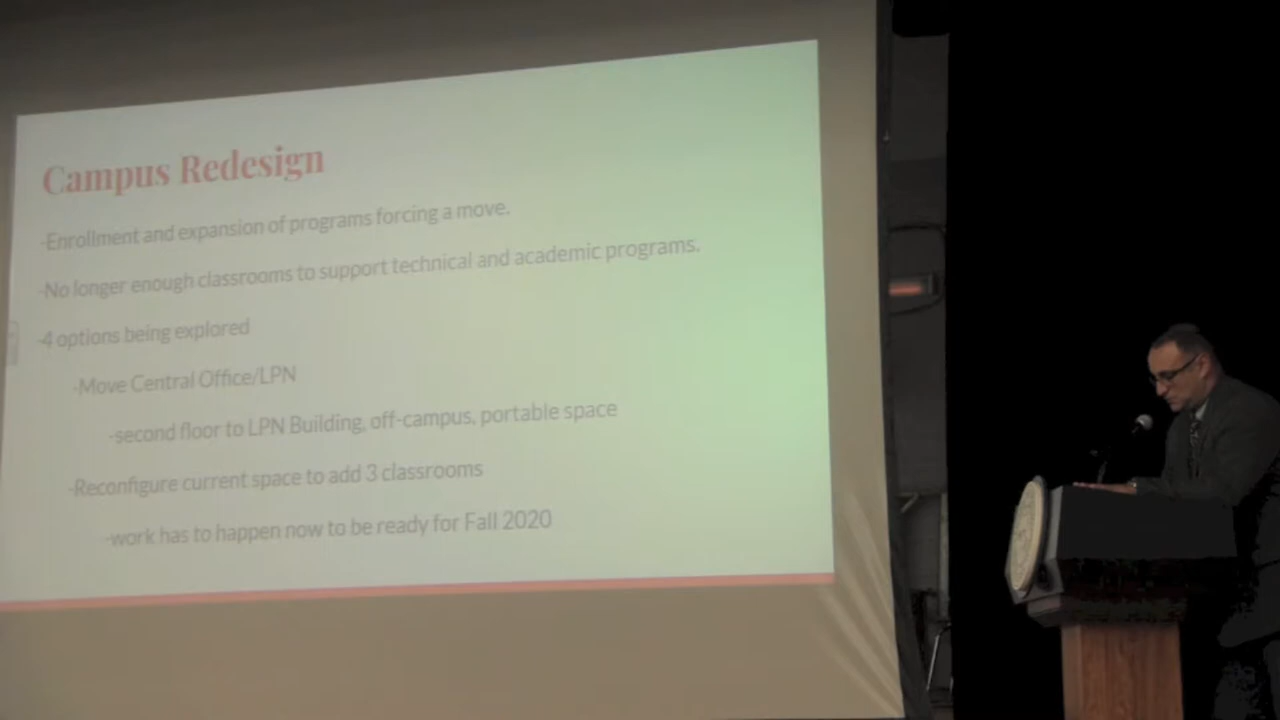 Campus Redesign
-Enrollment and expansion of programs forcing a move.
-No longer enough classrooms to support technical and academic programs.
-4 options being explored
-Move Central Office/LPN
-second floor to LPN Building, off-campus, portable space
-Reconfigure current space to add 3 classrooms
-work has to happen now to be ready for Fall 2020